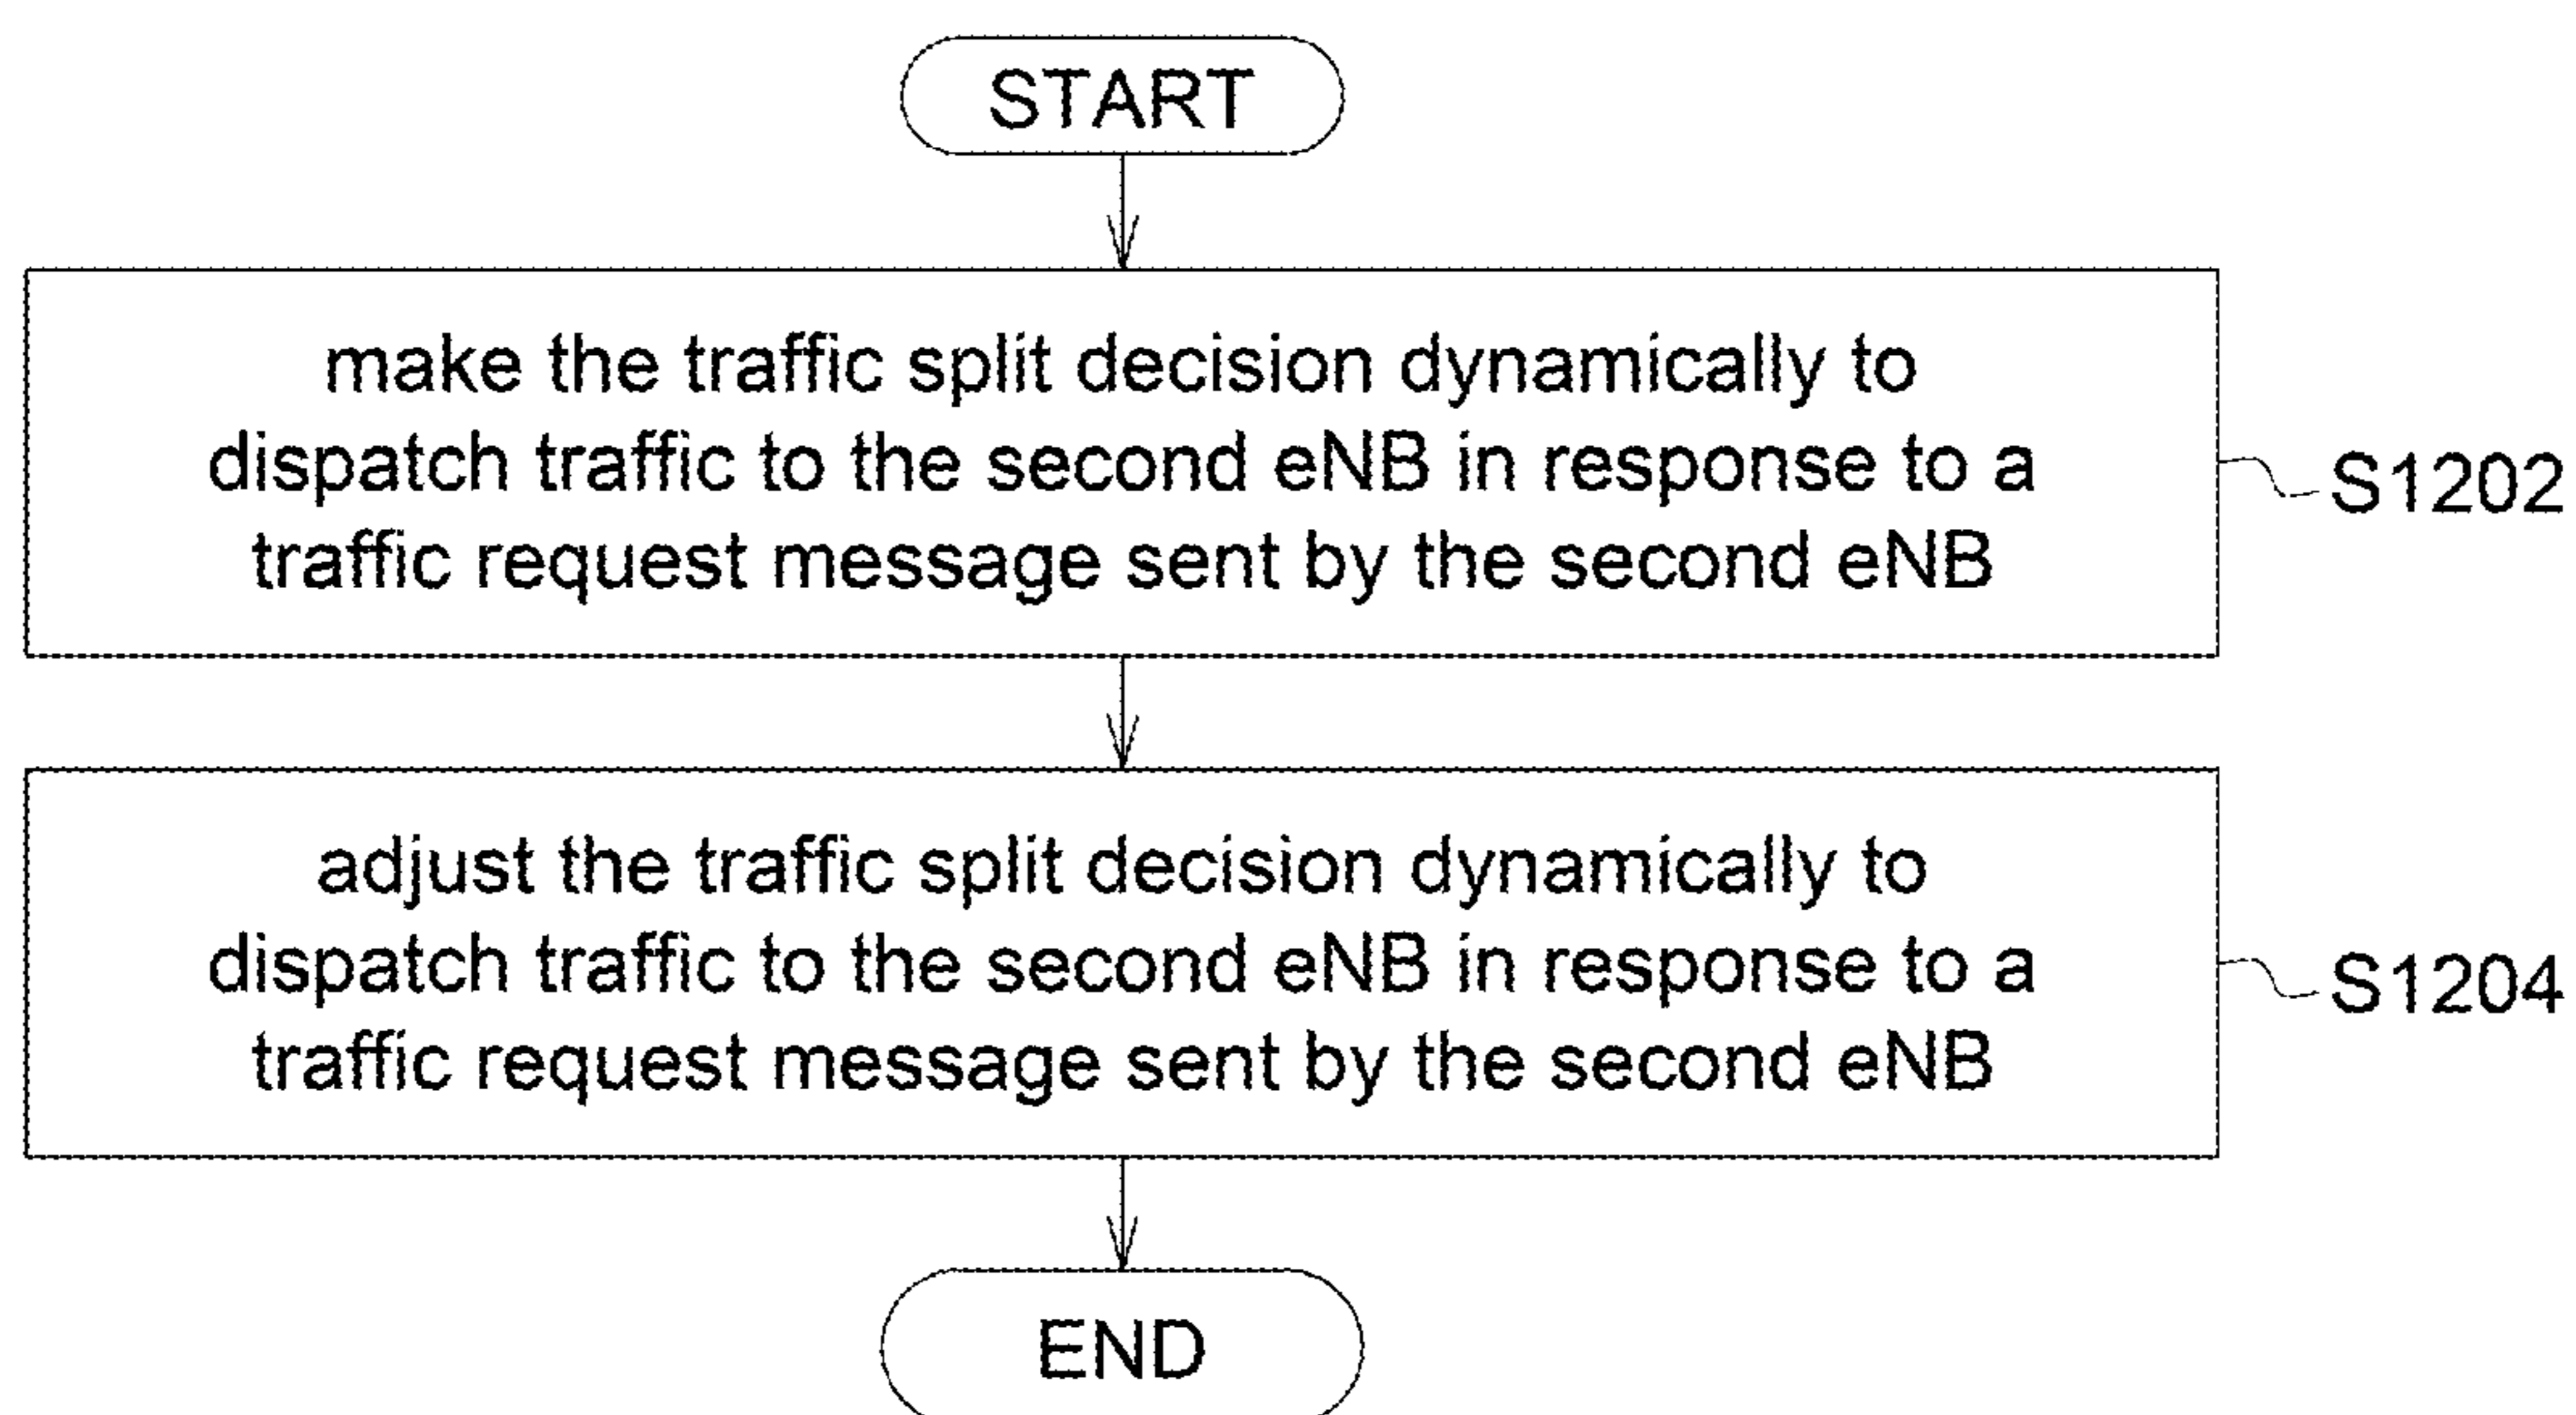 START
make the traffic split decision dynamically to
dispatch traffic to the second eNB in response to a
traffic request message sent by the second eNB
S1202
adjust the traffic split decision dynamically to
dispatch traffic to the second eNB in response to a
traffic request message sent by the second eNB
S1204
END